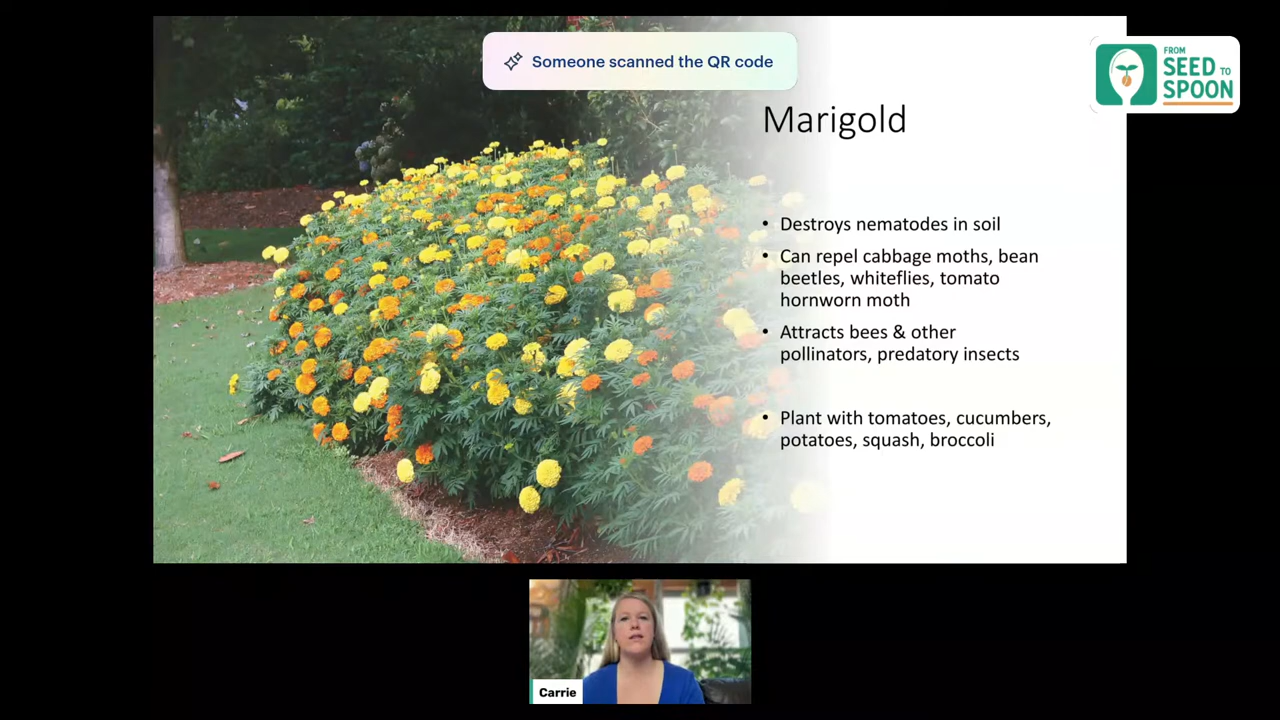 Someone scanned the QR code
FROM
SEED TO
SPOON
Marigold
• Destroys nematodes in soil
• Can repel cabbage moths, bean
beetles, whiteflies, tomato
hornworn moth
• Attracts bees & other
pollinators, predatory insects
• Plant with tomatoes, cucumbers,
potatoes, squash, broccoli
Carrie